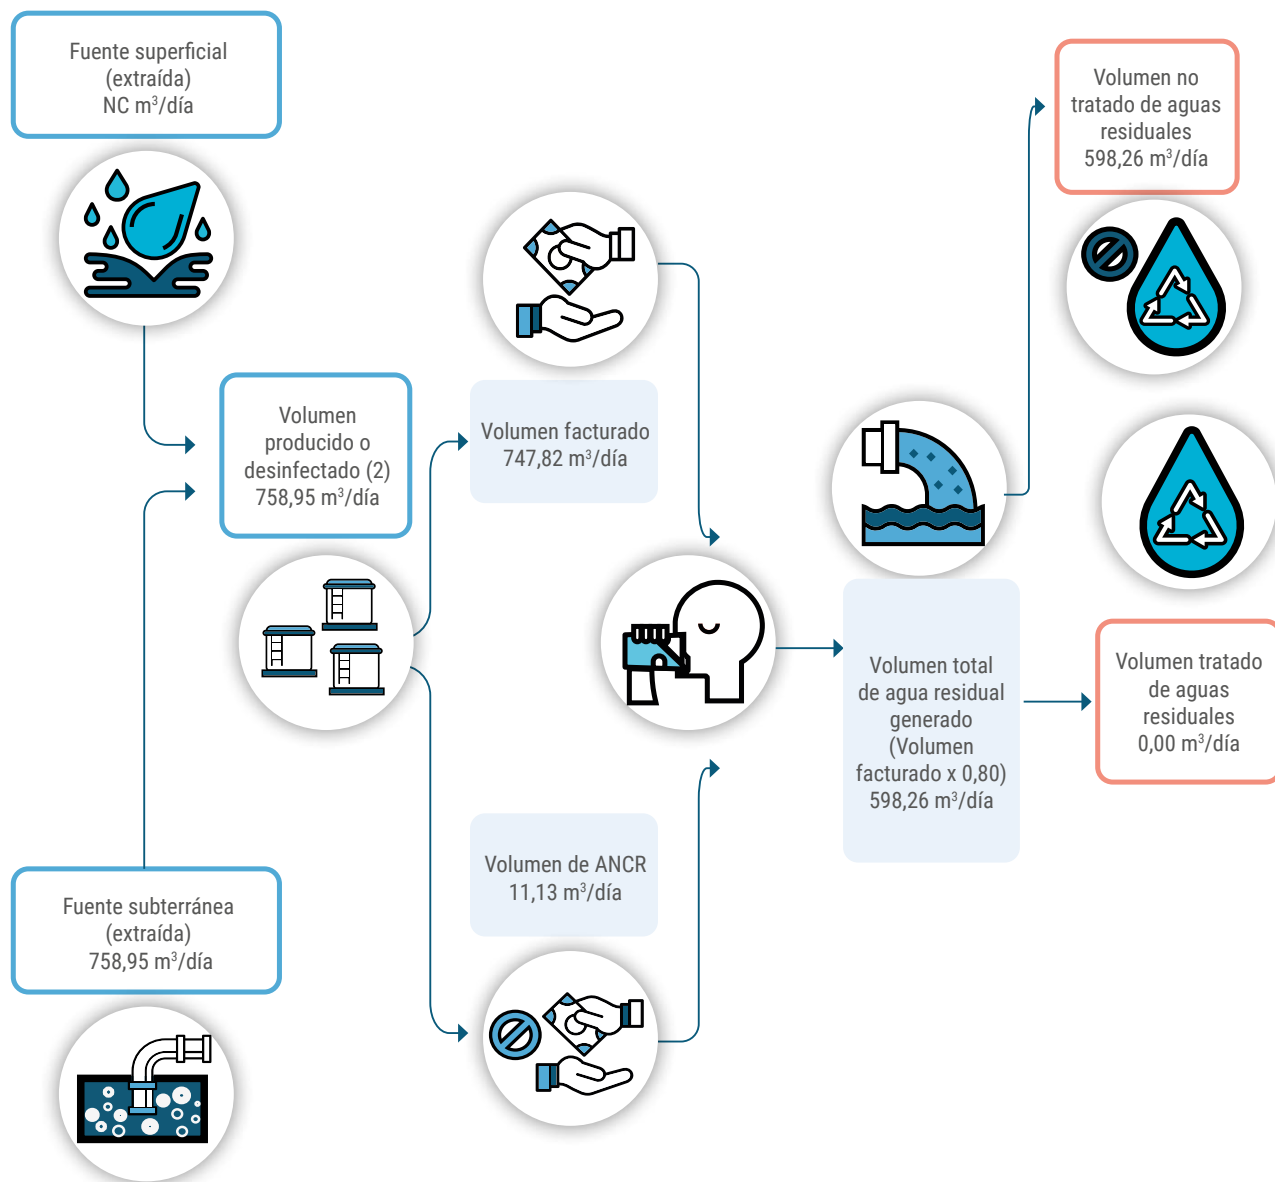 Fuente superficial
(extraída)
NC m³/día
Volumen no
tratado de aguas
residuales
598,26 m³/día
Volumen
producido o
desinfectado (2)
758,95 m³/día
Volumen facturado
747,82 m³/día
Volumen total
de agua residual
generado
(Volumen
facturado x 0,80)
598,26 m³/día
Volumen tratado
de aguas
residuales
0,00 m³/día
Volumen de ANCR
11,13 m³/día
Fuente subterránea
(extraída)
758,95 m³/día